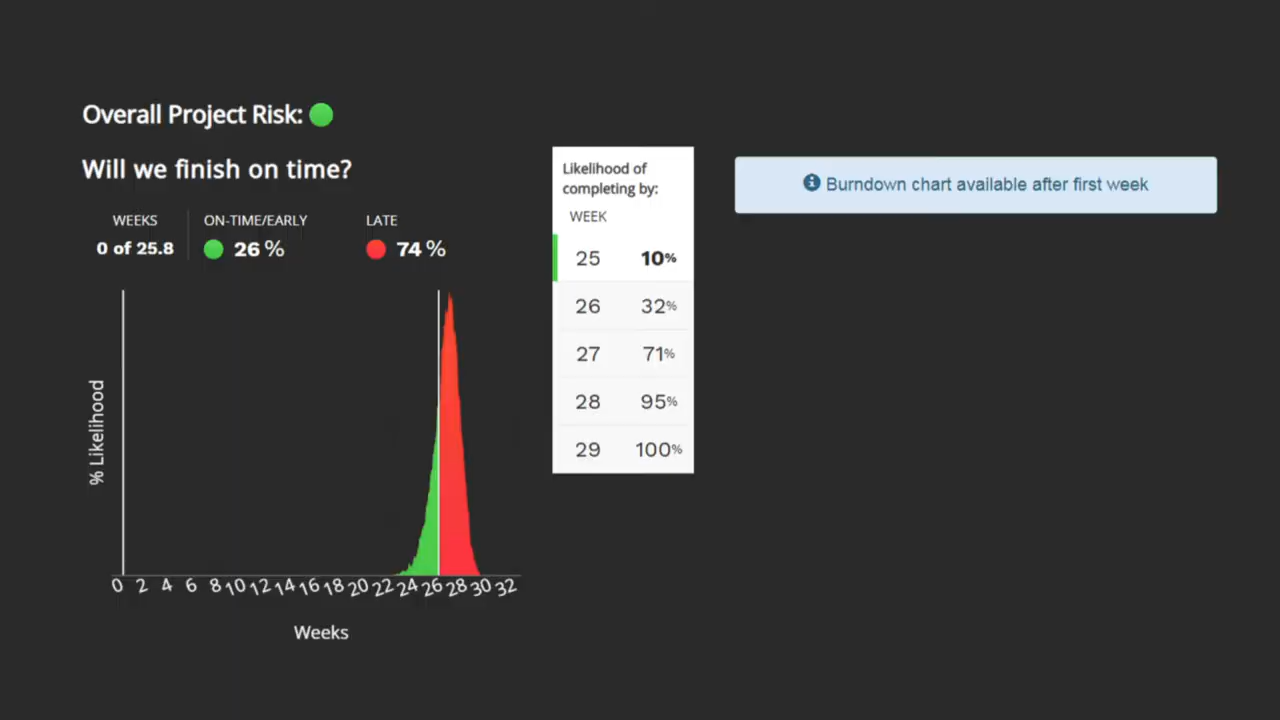 Overall Project Risk:
Will we finish on time?
WEEKS
0 of 25.8
ON-TIME/EARLY
26 %
LATE
74 %
% Likelihood
0 2 4 6 8 10 12 14 16 18 20 22 24 26 28 30 32
Weeks
Likelihood of
completing by:
WEEK
25 10%
26 32%
27 71%
28 95%
29 100%
Burndown chart available after first week